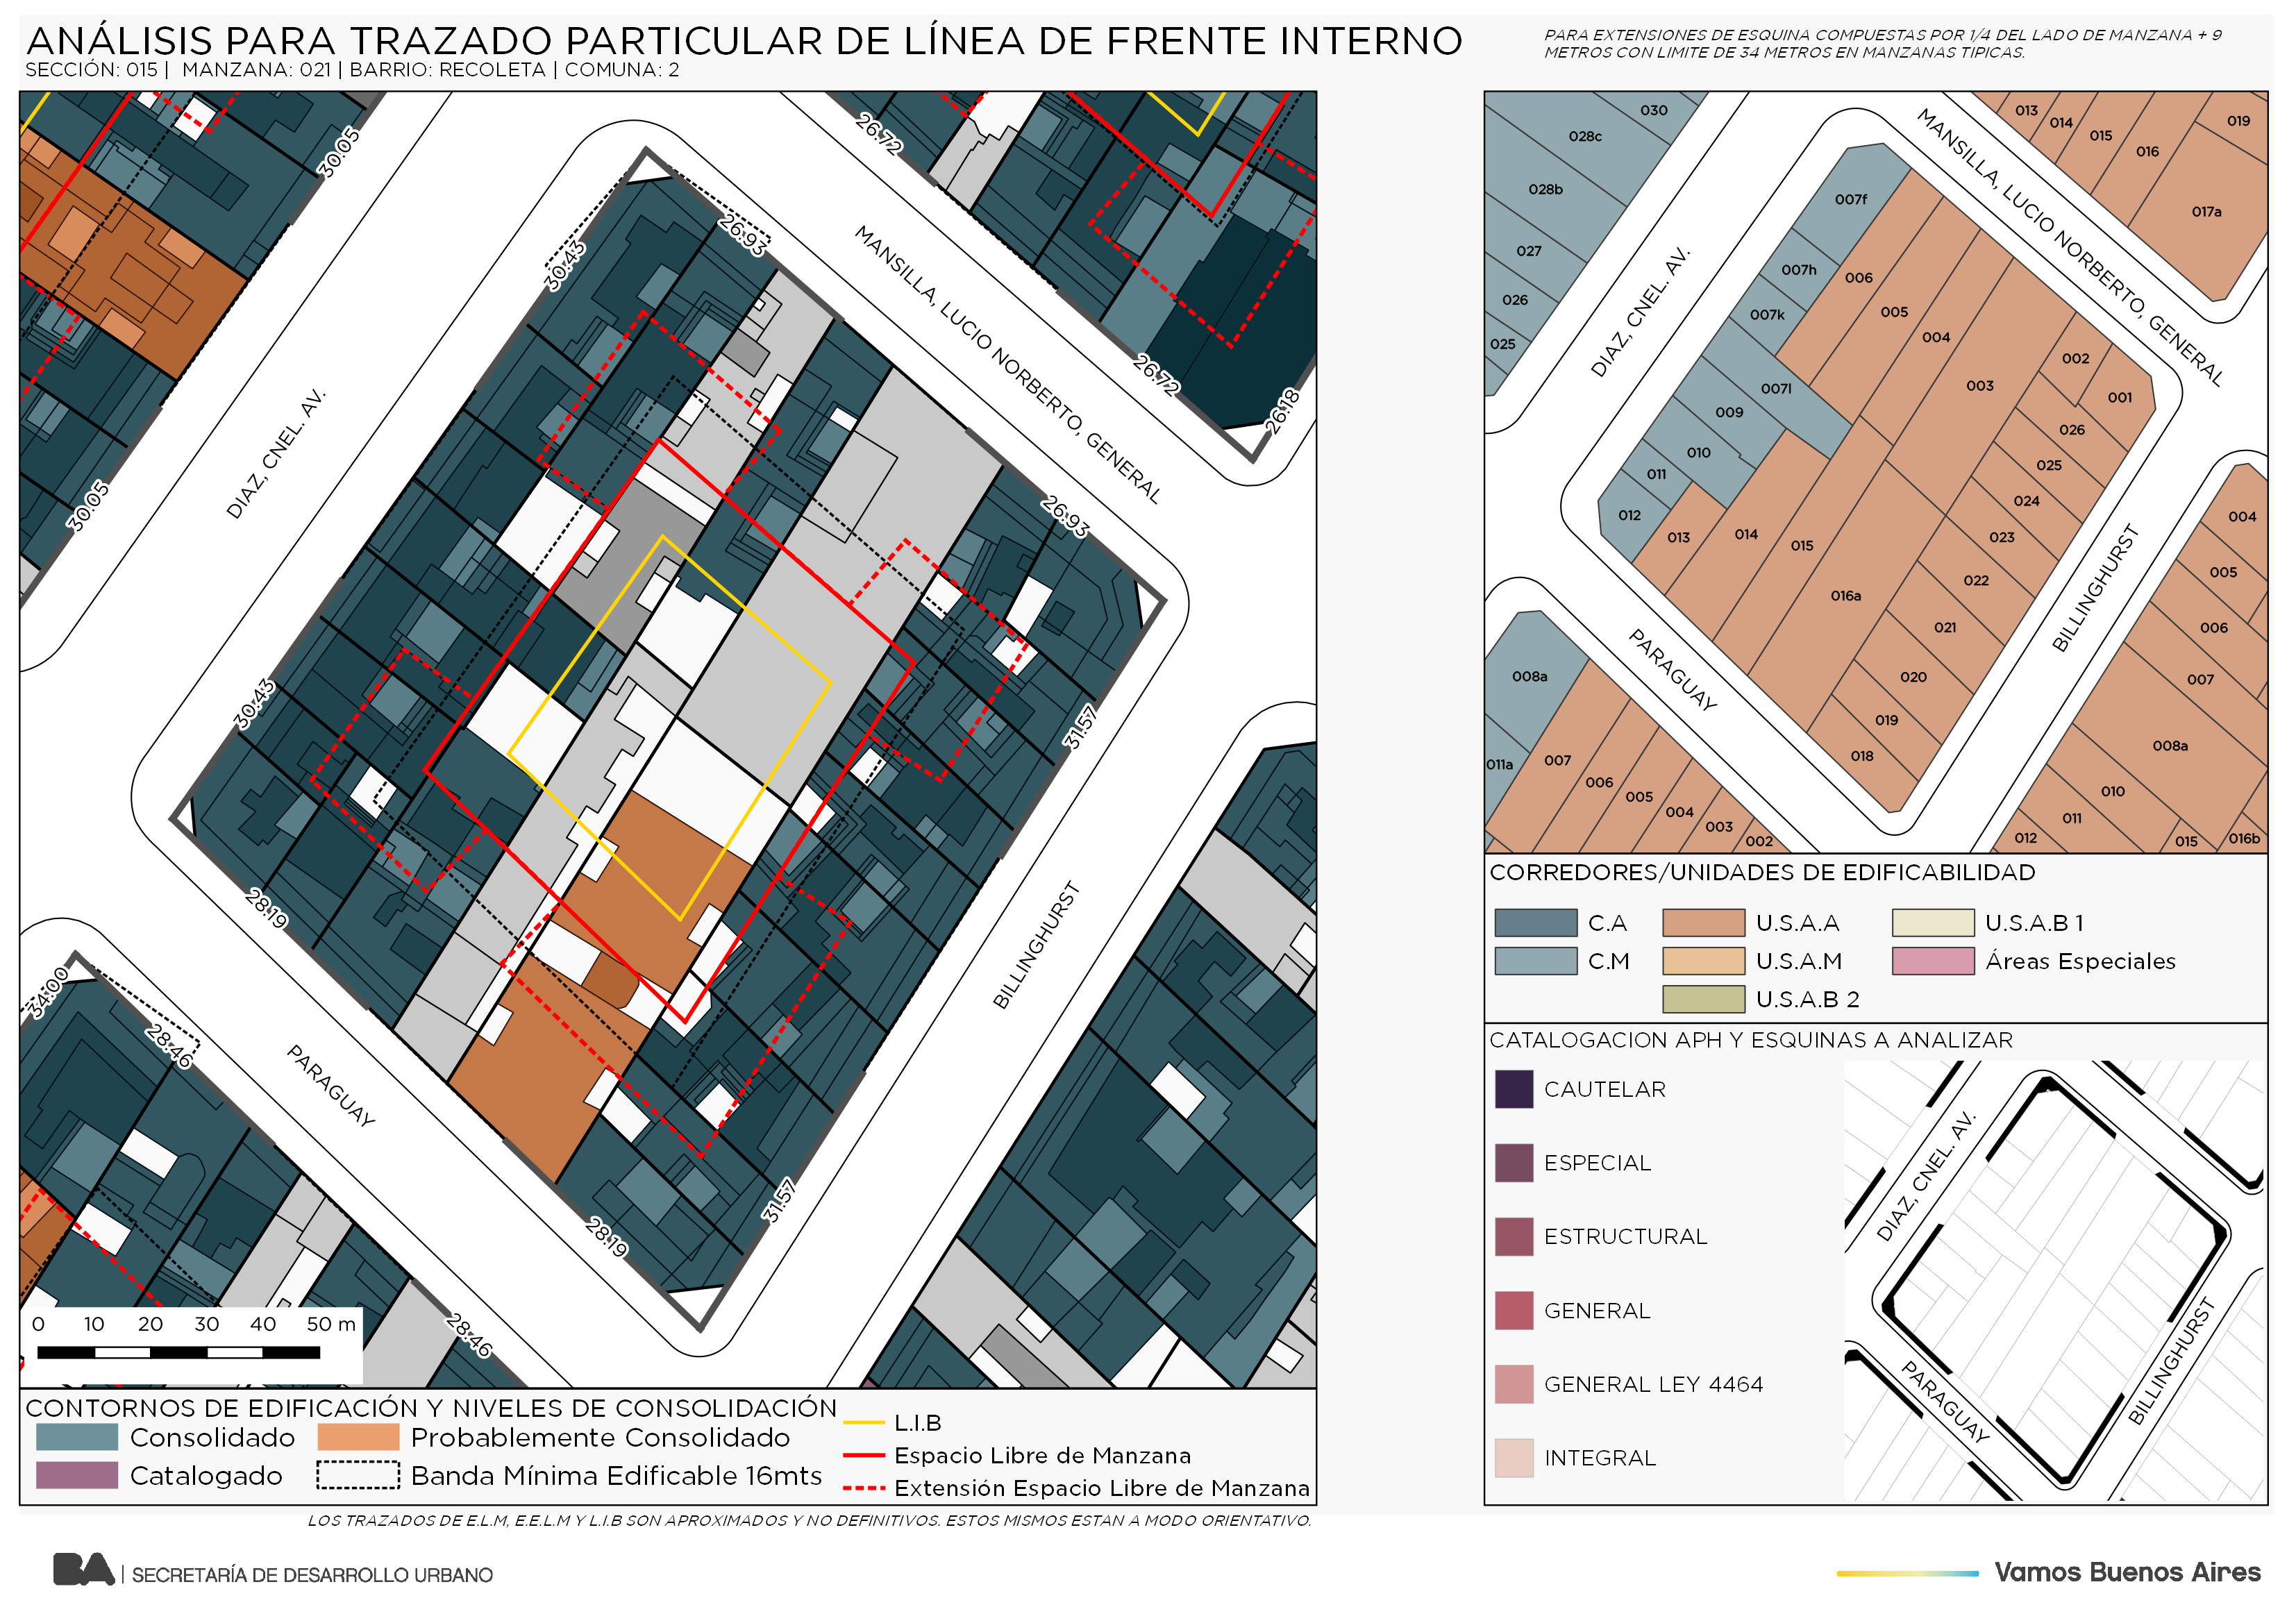 ANÁLISIS PARA TRAZADO PARTICULAR DE LÍNEA DE FRENTE INTERNO
SECCIÓN: 015 | MANZANA: 021 | BARRIO: RECOLETA | COMUNA: 2
PARA EXTENSIONES DE ESQUINA COMPUESTAS POR 1/4 DEL LADO DE MANZANA + 9
METROS CON LIMITE DE 34 METROS EN MANZANAS TIPICAS.
30.05
26.72
30.43
26.93
MANSILLA, LUCIO NORBERTO, GENERAL
26.72
26.18
DIAZ, CNEL. AV.
30.05
26.93
30.43
31.57
28.19
BILLINGHURST
34.00
28.46
PARAGUAY
31.57
28.19
28.46
0 10 20 30 40 50 m
CONTORNOS DE EDIFICACIÓN Y NIVELES DE CONSOLIDACIÓN
Consolidado
Probablemente Consolidado
Catalogado
Banda Mínima Edificable 16mts
L.I.B
Espacio Libre de Manzana
Extensión Espacio Libre de Manzana
LOS TRAZADOS DE E.L.M, E.E.L.M Y L.I.B SON APROXIMADOS Y NO DEFINITIVOS. ESTOS MISMOS ESTAN A MODO ORIENTATIVO.
030
028c
028b
027
026
025
013
014
015
016
019
017a
MANSILLA, LUCIO NORBERTO, GENERAL
DIAZ, CNEL. AV.
007f
007h
007k
007l
006
005
004
003
002
001
026
025
024
023
022
021
020
019
018
009
010
011
012
013
014
015
016a
PARAGUAY
BILLINGHURST
008a
011a
007
006
005
004
003
002
004
005
006
007
008a
010
011
012
015
016b
CORREDORES/UNIDADES DE EDIFICABILIDAD
C.A
U.S.A.A
U.S.A.B 1
C.M
U.S.A.M
Áreas Especiales
U.S.A.B 2
CATALOGACION APH Y ESQUINAS A ANALIZAR
CAUTELAR
ESPECIAL
ESTRUCTURAL
GENERAL
GENERAL LEY 4464
INTEGRAL
DIAZ, CNEL. AV.
PARAGUAY
BILLINGHURST
BA | SECRETARÍA DE DESARROLLO URBANO
Vamos Buenos Aires